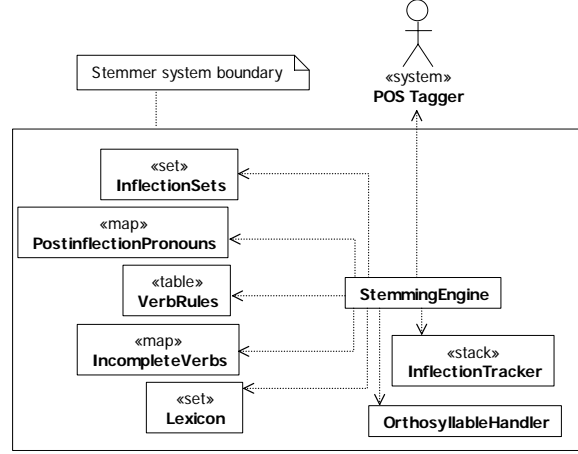 Stemmer system boundary
«system»
POS Tagger
«set»
InflectionSets
«map»
PostinflectionPronouns
«table»
VerbRules
StemmingEngine
«map»
IncompleteVerbs
«stack»
InflectionTracker
«set»
Lexicon
OrthosyllableHandler